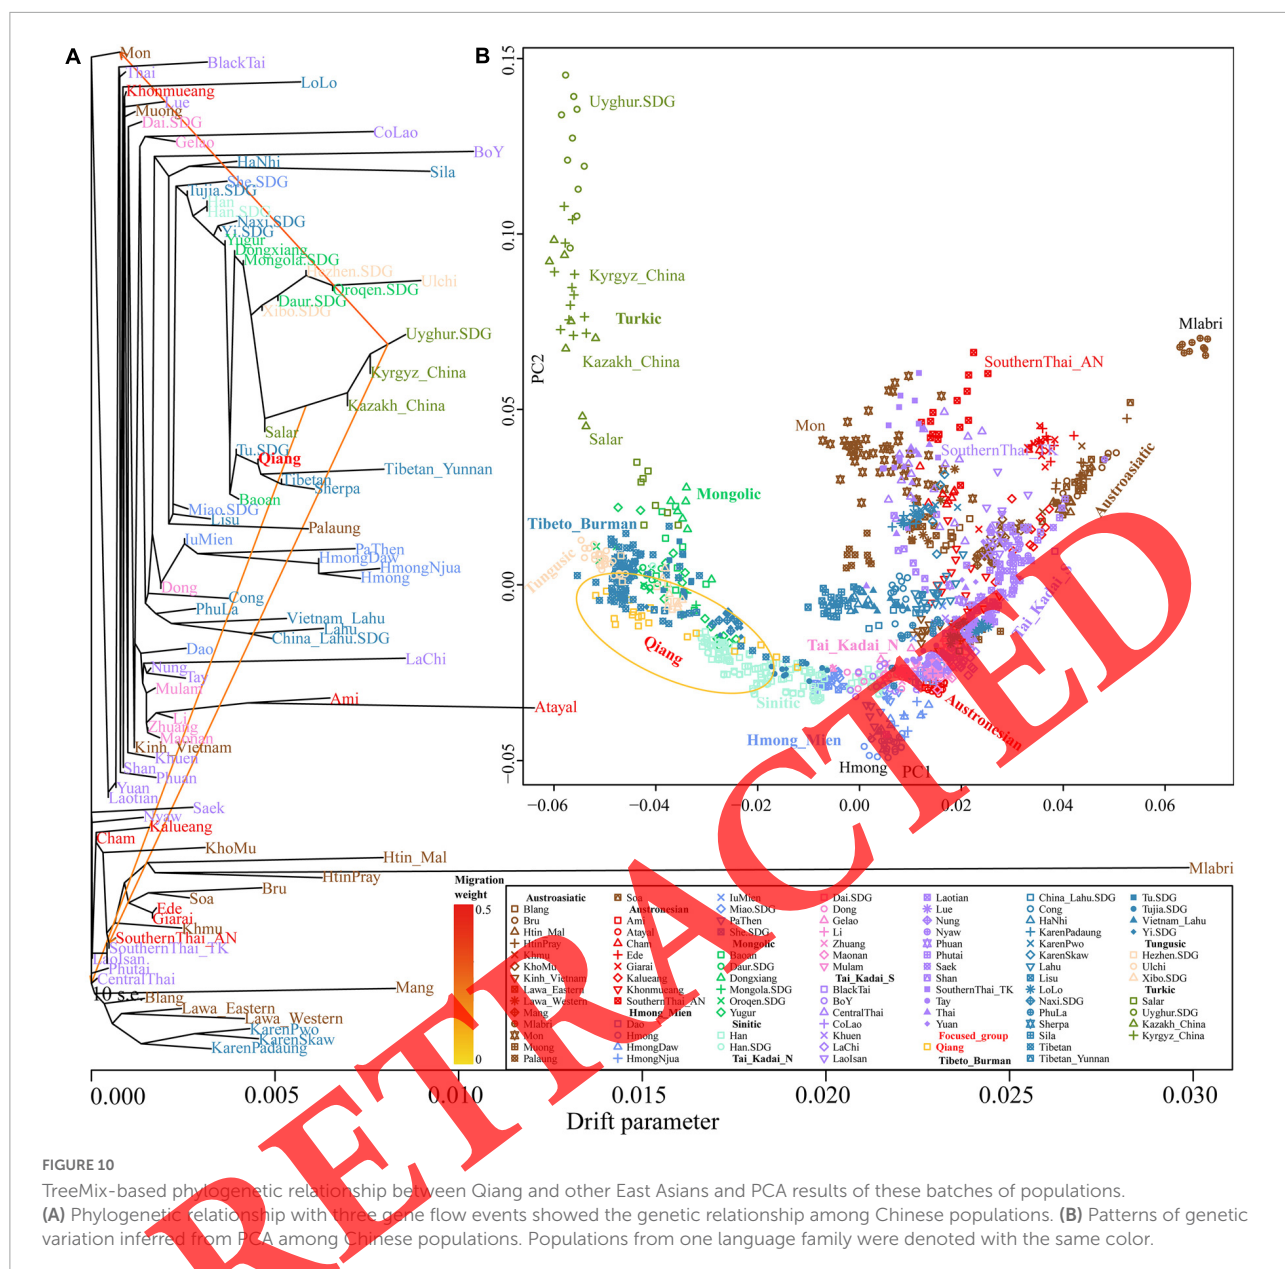 A
Mon
BlackTai
Thai
LoLo
Khonmueang
Lue
Muong
Dai.SDG
CoLao
Gelao
BoY
HaNhi
Sila
She.SDG
Tujia.SDG
Han
Han.SDG
Naxi.SDG
Yi.SDG
Yugur
Dongxiang
Mongola.SDG
Hezhen.SDG
Ulchi
Oroqen.SDG
Daur.SDG
Xibo.SDG
Uyghur.SDG
Kyrgyz_China
Kazakh_China
Salar
Tu.SDG
Qiang
Tibetan_Yunnan
Tibetan
Sherpa
Baoan
Miao.SDG
Lisu
Palaung
IuMien
PaThen
HmongDaw
HmongNjua
Hmong
Dong
Cong
PhuLa
Vietnam_Lahu
Lahu
China_Lahu.SDG
Dao
LaChi
Nung
Tay
Mulam
Ami
Atayal
Li
Zhuang
Maonan
Kinh_Vietnam
Khuen
Shan
Phuan
Yuan
Laotian
Saek
Nyaw
Kalueang
Cham
KhoMu
Htin_Mal
Mlabri
HtinPray
Bru
Soa
Ede
Giarai
Khmu
SouthernThai_AN
SouthernThai_TK
LaoIsan
Phutai
CentralThai
10 s.e.
Mang
Blang
Lawa_Eastern
Lawa_Western
KarenPwo
KarenSkaw
KarenPadaung
Migration
weight
0.5
0
0.000 0.005 0.010 0.015 0.020 0.025 0.030
Drift parameter
B
0.15
0.10
0.05
0.00
−0.05
PC2
−0.06 −0.04 −0.02 0.00 0.02 0.04 0.06
PC1
Uyghur.SDG
Kyrgyz_China
Turkic
Kazakh_China
Salar
Mongolic
Tibeto_Burman
Tungusic
Qiang
Sinitic
Hmong_Mien
Hmong
Tai_Kadai_N
Tai_Kadai_S
Austronesian
Austroasiatic
Mon
SouthernThai_AN
SouthernThai_TK
Mlabri
Austroasiatic
Blang
Bru
Htin_Mal
HtinPray
Khmu
KhoMu
Kinh_Vietnam
Lawa_Eastern
Lawa_Western
Mang
Mlabri
Mon
Muong
Palaung
Soa
Austronesian
Ami
Atayal
Cham
Ede
Giarai
Kalueang
Khonmueang
SouthernThai_AN
Hmong_Mien
Dao
Hmong
HmongDaw
HmongNjua
IuMien
Miao.SDG
PaThen
She.SDG
Mongolic
Baoan
Daur.SDG
Dongxiang
Mongola.SDG
Oroqen.SDG
Yugur
Sinitic
Han
Han.SDG
Tai_Kadai_N
Dai.SDG
Dong
Gelao
Li
Zhuang
Maonan
Mulam
Tai_Kadai_S
BlackTai
BoY
CentralThai
CoLao
Khuen
LaChi
LaoIsan
Laotian
Lue
Nung
Nyaw
Phuan
Phutai
Saek
Shan
SouthernThai_TK
Tay
Thai
Yuan
Focused_group
Qiang
Tibeto_Burman
China_Lahu.SDG
Cong
HaNhi
KarenPadaung
KarenPwo
KarenSkaw
Lahu
Lisu
LoLo
Naxi.SDG
PhuLa
Sherpa
Sila
Tibetan
Tibetan_Yunnan
Tu.SDG
Tujia.SDG
Vietnam_Lahu
Yi.SDG
Tungusic
Hezhen.SDG
Ulchi
Xibo.SDG
Turkic
Salar
Uyghur.SDG
Kazakh_China
Kyrgyz_China
RETRACTED
FIGURE 10
TreeMix-based phylogenetic relationship between Qiang and other East Asians and PCA results of these batches of populations.
(A) Phylogenetic relationship with three gene flow events showed the genetic relationship among Chinese populations. (B) Patterns of genetic
variation inferred from PCA among Chinese populations. Populations from one language family were denoted with the same color.